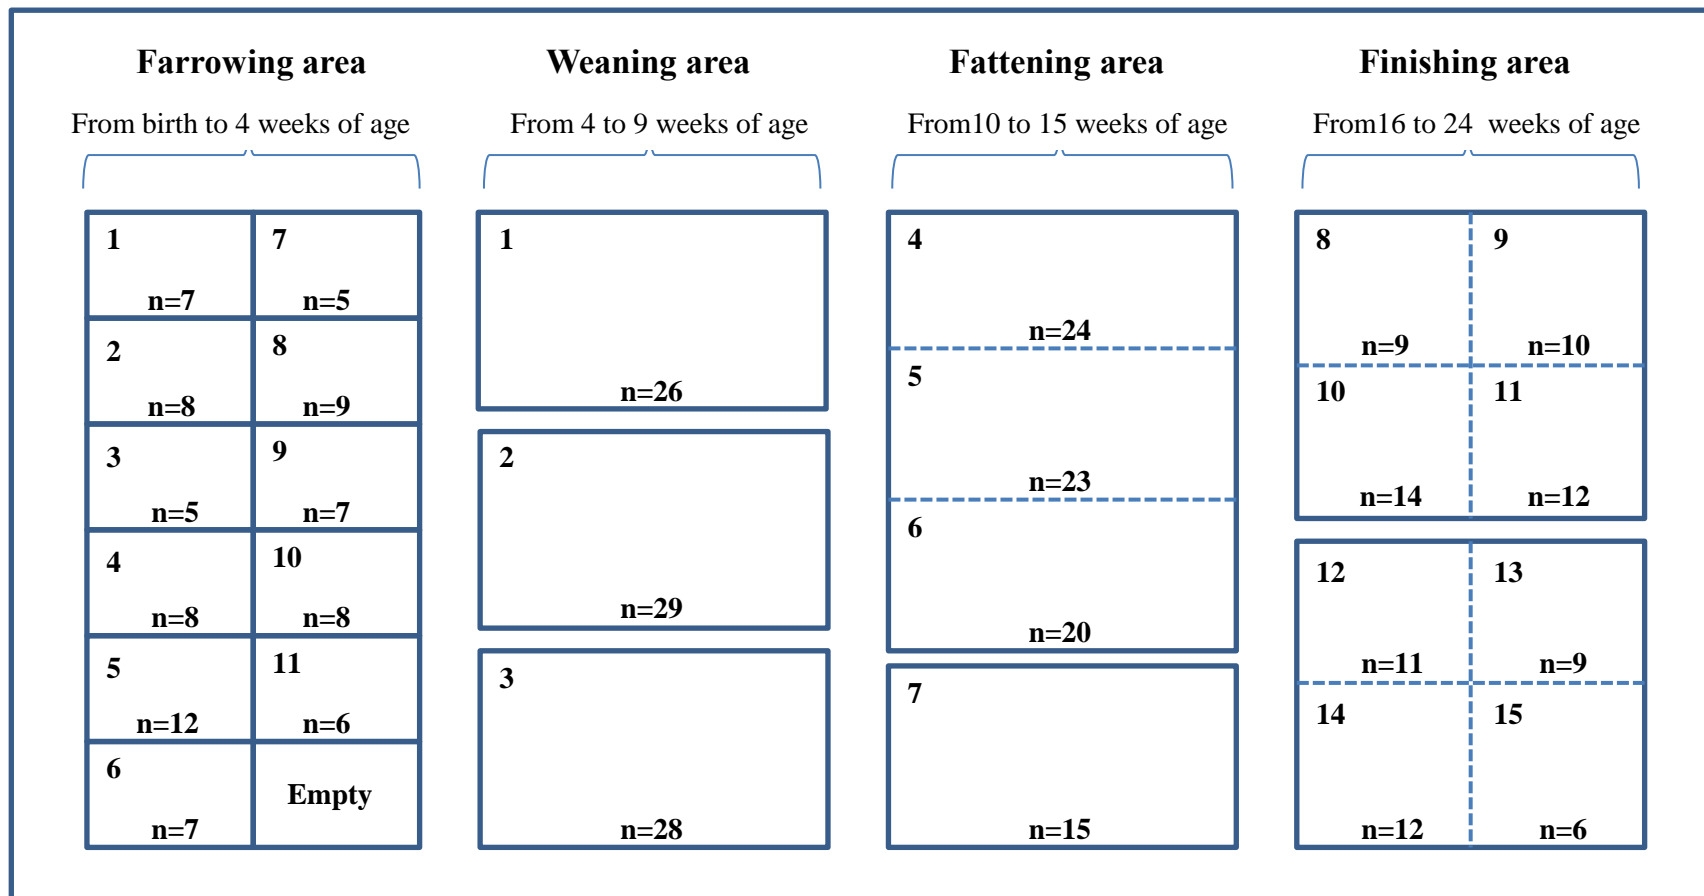 Farrowing area
From birth to 4 weeks of age
1
n=7
7
n=5
2
n=8
8
n=9
3
n=5
9
n=7
4
n=8
10
n=8
5
n=12
11
n=6
6
n=7
Empty
Weaning area
From 4 to 9 weeks of age
1
n=26
2
n=29
3
n=28
Fattening area
From10 to 15 weeks of age
4
n=24
5
n=23
6
n=20
7
n=15
Finishing area
From16 to 24 weeks of age
8
n=9
9
n=10
10
n=14
11
n=12
12
n=11
13
n=9
14
n=12
15
n=6